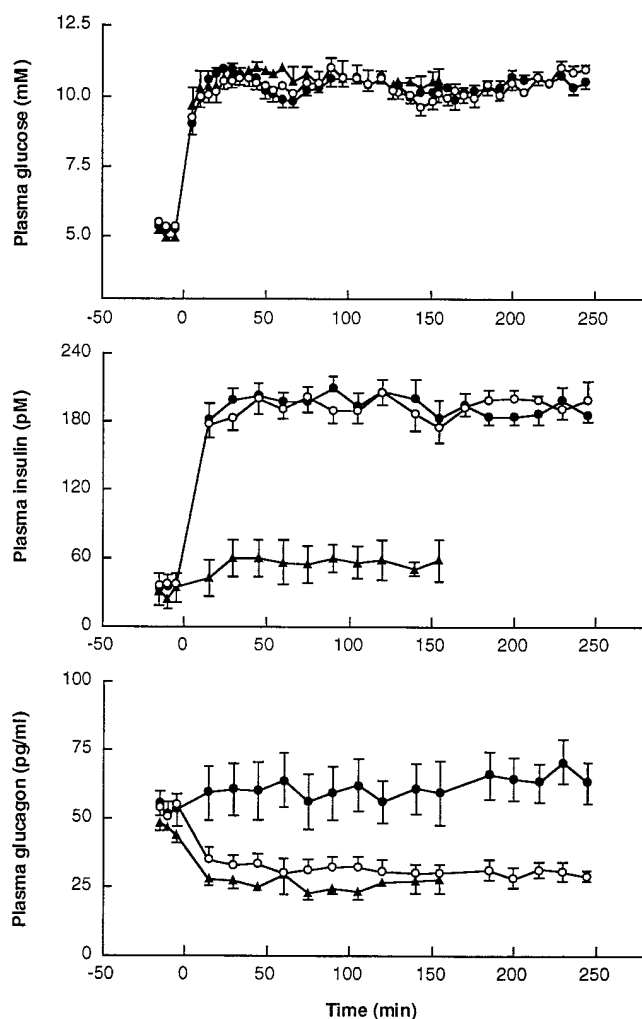 Plasma glucose (mM)
12.5
10.0
7.5
5.0
-50 0 50 100 150 200 250
Plasma insulin (pM)
240
180
120
60
0
-50 0 50 100 150 200 250
Plasma glucagon (pg/ml)
100
75
50
25
0
-50 0 50 100 150 200 250
Time (min)